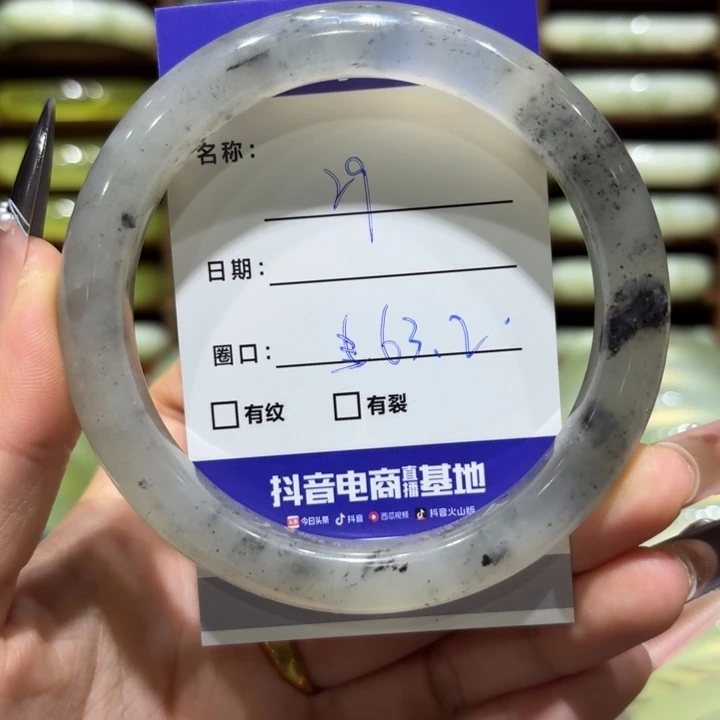 名称： 29
日期：
圈口： 63.2
□有纹 □有裂
抖音电商直播基地
今日头条 抖音 西瓜视频 抖音火山版